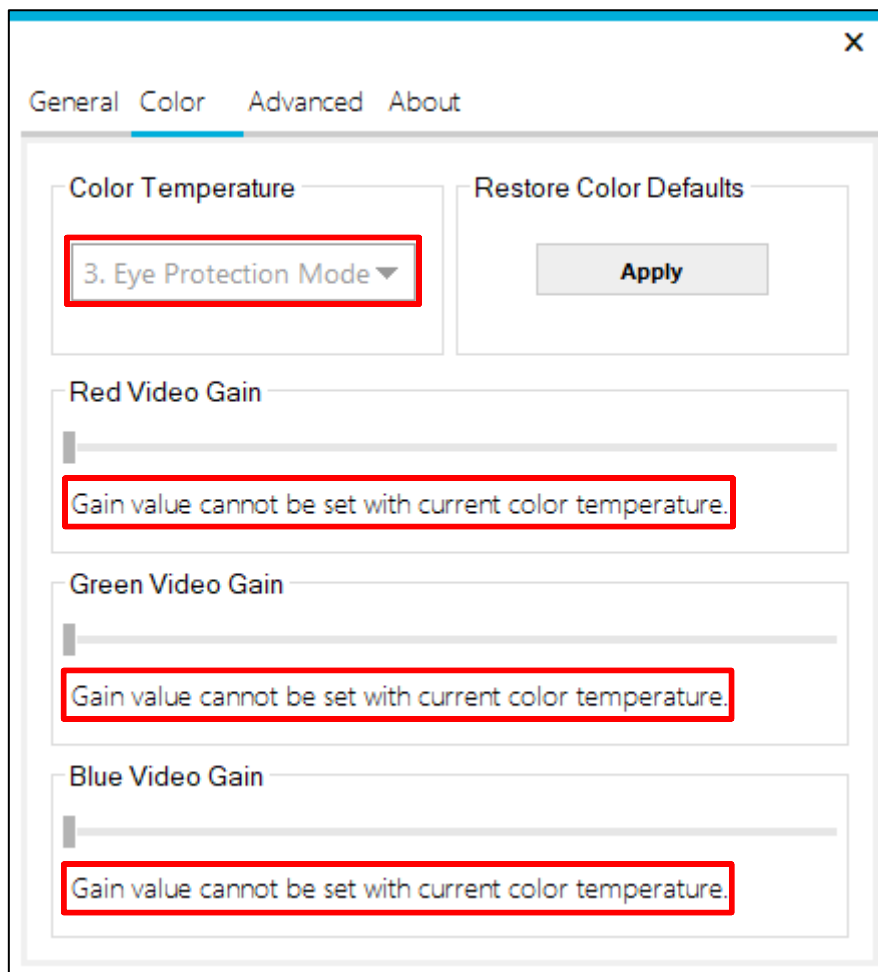 General Color Advanced About
Color Temperature
Restore Color Defaults
3. Eye Protection Mode
Apply
Red Video Gain
Gain value cannot be set with current color temperature.
Green Video Gain
Gain value cannot be set with current color temperature.
Blue Video Gain
Gain value cannot be set with current color temperature.